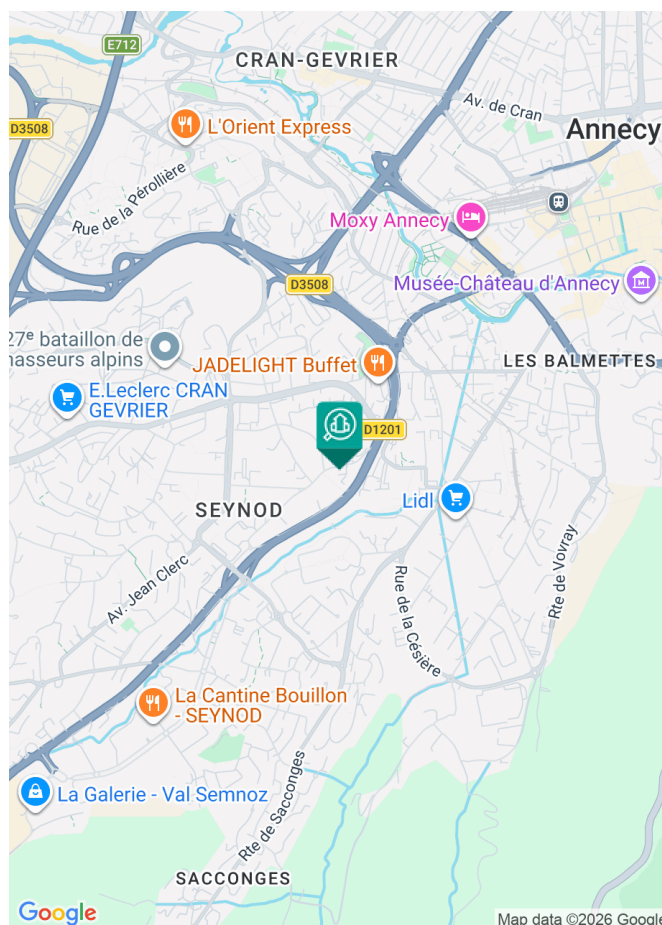 E712
CRAN-GEVRIER
Av. de Cran
D3508
L'Orient Express
Annecy
Rue de la Pérollière
Moxy Annecy
D3508
Musée-Château d'Annecy
27e bataillon de
hasseurs alpins
JADELIGHT Buffet
LES BALMETTES
E.Leclerc CRAN
GEVRIER
D1201
SEYNOD
Lidl
Av. Jean Clerc
Rue de la Césière
Rte de Vovray
La Cantine Bouillon
- SEYNOD
La Galerie - Val Semnoz
Rte de Sacconges
SACCONGES
Google
Map data ©2026 Google